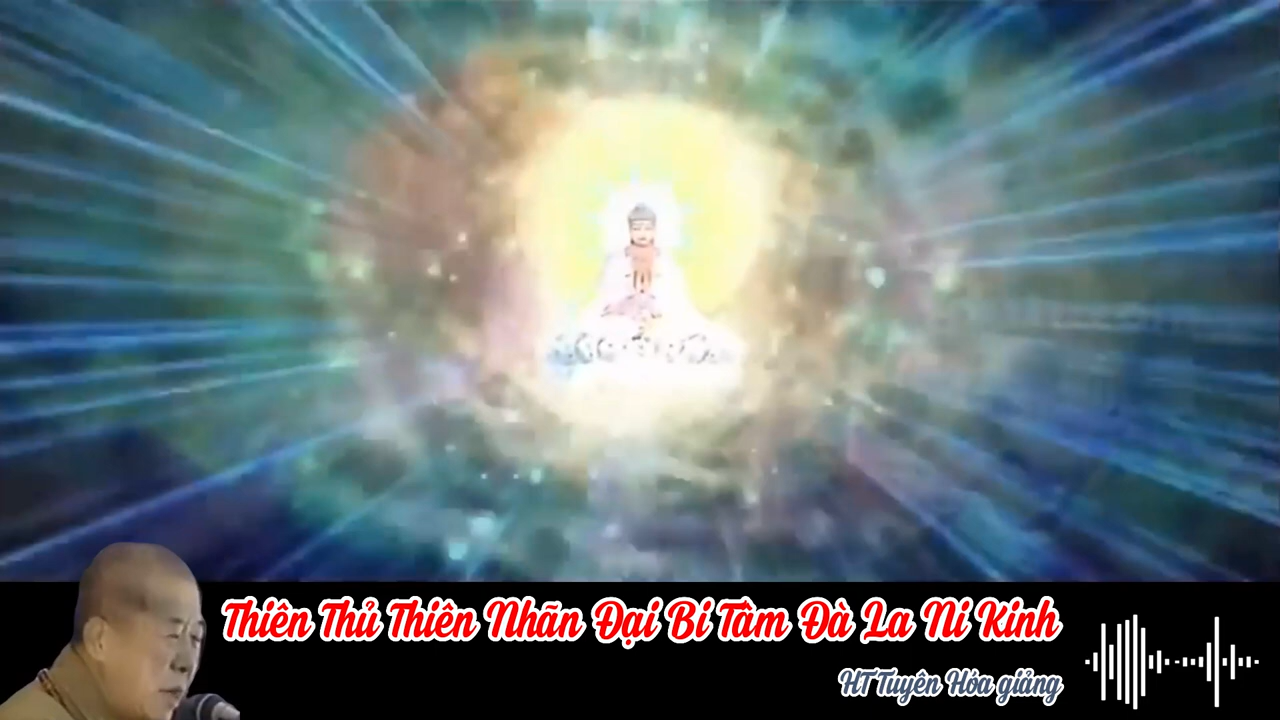 Thiên Thủ Thiên Nhãn Đại Bi Tâm Đà La Ni Kinh
HT Tuyên Hóa giảng